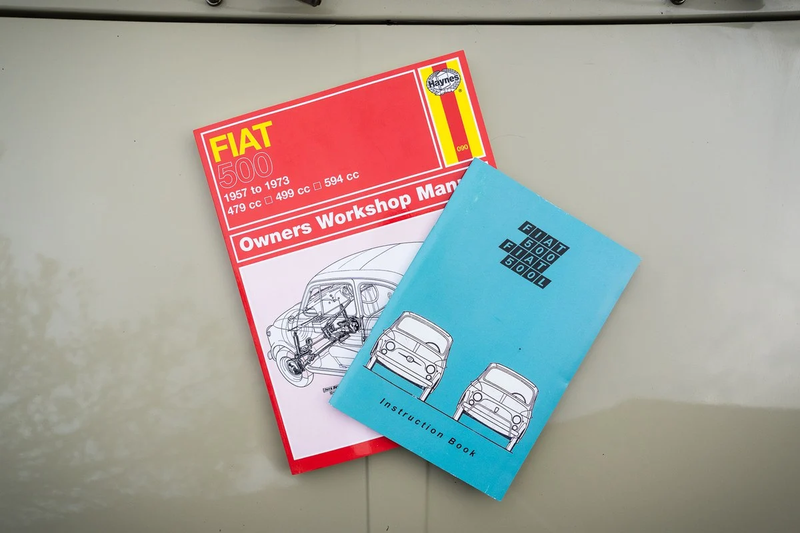 Haynes
090
FIAT
500
1957 to 1973
479 cc □ 499 cc □ 594 cc
Owners Workshop Man
FIAT
500
FIAT
500L
Instruction Book